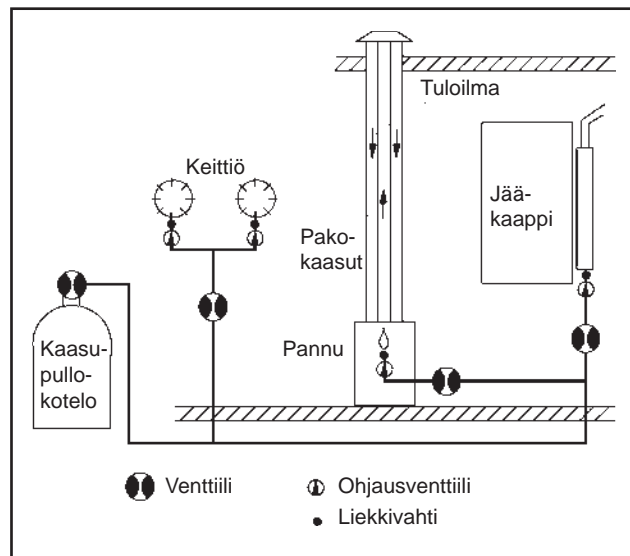 Tuloilma
Keittiö
Jää-
kaappi
Pako-
kaasut
Pannu
Kaasu-
pullo-
kotelo
Venttiili
Ohjausventtiili
Liekkivahti